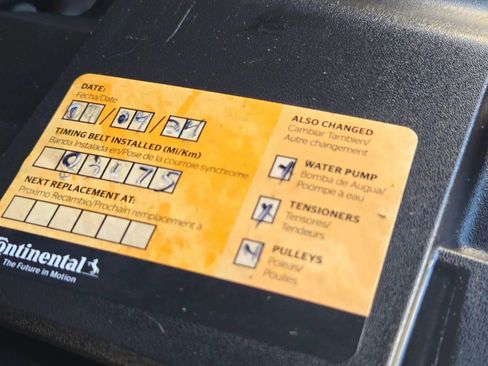 DATE:
Fecha/Date
TIMING BELT INSTALLED (Mi/Km)
Banda Instalada en/Pose de la courroie synchrone
93175
NEXT REPLACEMENT AT:
Proximo Recambio/Prochain remplacement à
Continental
The Future in Motion
ALSO CHANGED
Cambiar Tambien/
Autre changement
WATER PUMP
Bomba de Augua/
Poompe à eau
TENSIONERS
Tensores/
Tendeurs
PULLEYS
Poleas/
Poulies